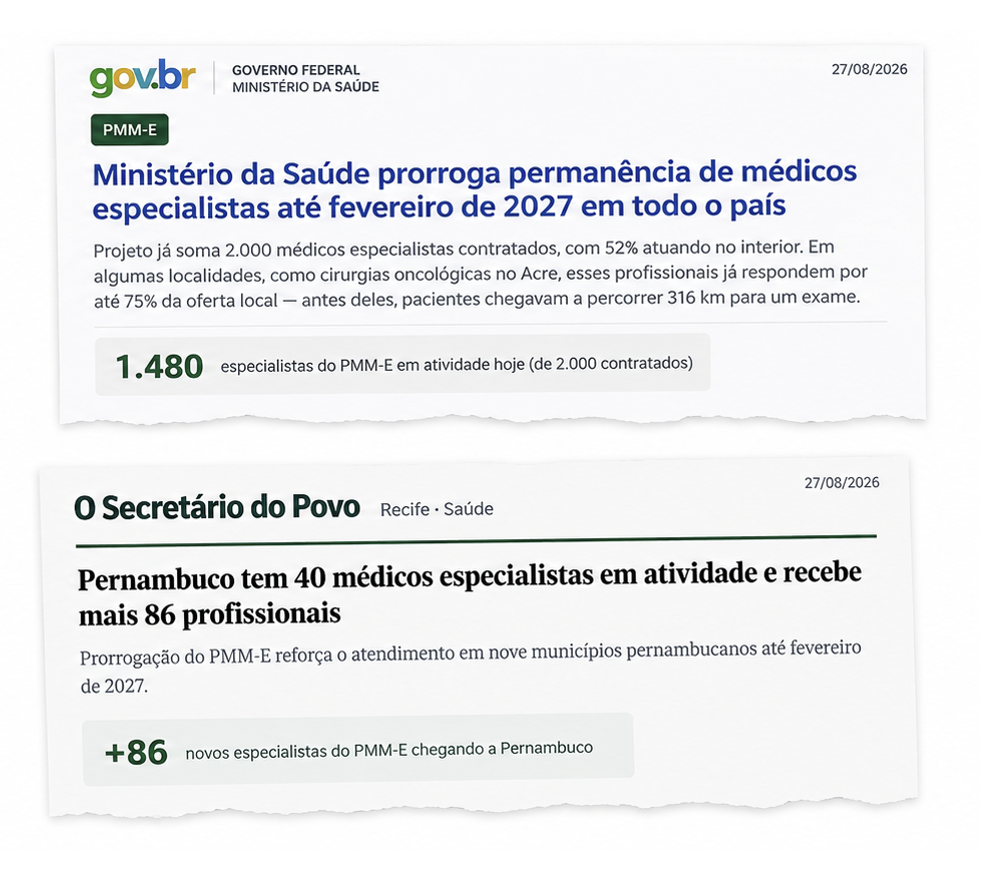 gov.br
GOVERNO FEDERAL
MINISTÉRIO DA SAÚDE
27/08/2026
PMM-E
Ministério da Saúde prorroga permanência de médicos
especialistas até fevereiro de 2027 em todo o país
Projeto já soma 2.000 médicos especialistas contratados, com 52% atuando no interior. Em
algumas localidades, como cirurgias oncológicas no Acre, esses profissionais já respondem por
até 75% da oferta local — antes deles, pacientes chegavam a percorrer 316 km para um exame.
1.480 especialistas do PMM-E em atividade hoje (de 2.000 contratados)
27/08/2026
O Secretário do Povo Recife · Saúde
Pernambuco tem 40 médicos especialistas em atividade e recebe
mais 86 profissionais
Prorrogação do PMM-E reforça o atendimento em nove municípios pernambucanos até fevereiro
de 2027.
+86 novos especialistas do PMM-E chegando a Pernambuco